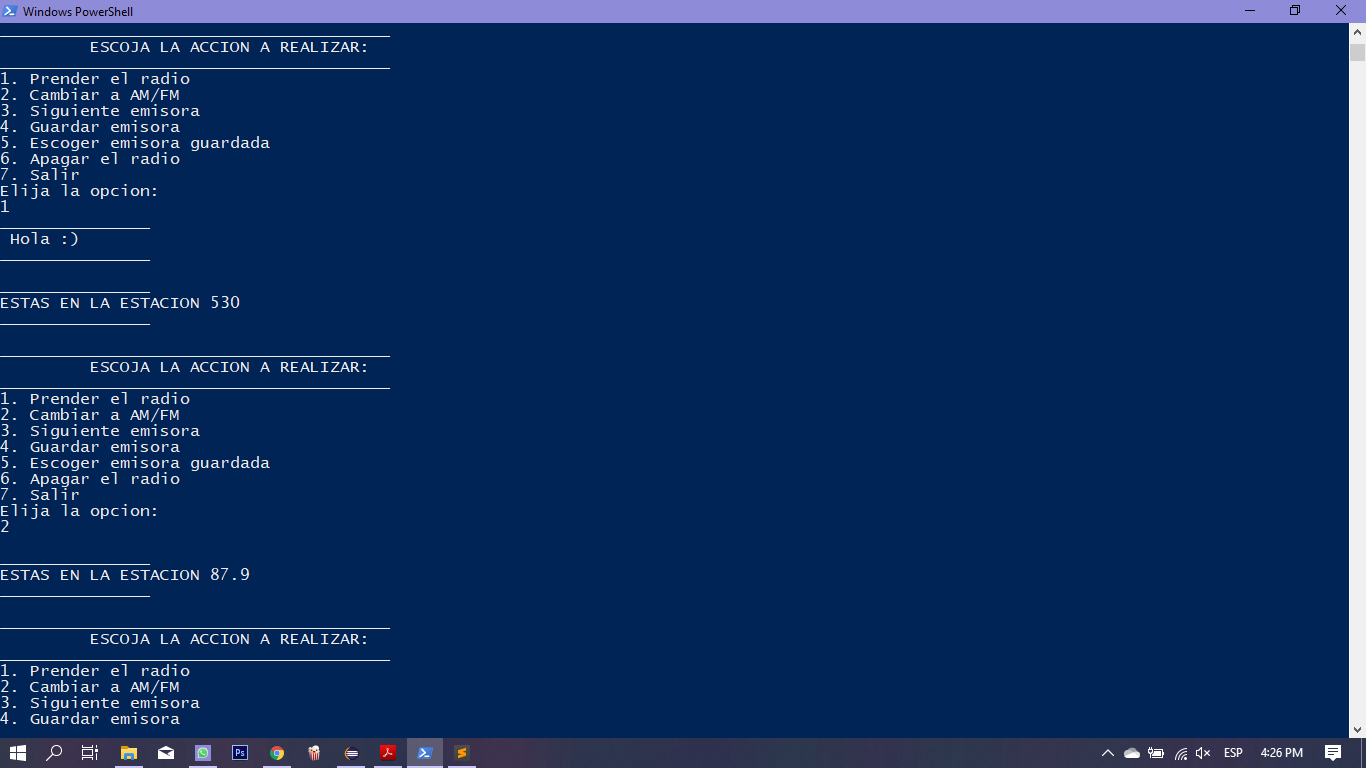 Windows PowerShell
ESCOJA LA ACCION A REALIZAR:
1. Prender el radio
2. Cambiar a AM/FM
3. Siguiente emisora
4. Guardar emisora
5. Escoger emisora guardada
6. Apagar el radio
7. Salir
Elija la opcion:
1
Hola :)
ESTAS EN LA ESTACION 530
ESCOJA LA ACCION A REALIZAR:
1. Prender el radio
2. Cambiar a AM/FM
3. Siguiente emisora
4. Guardar emisora
5. Escoger emisora guardada
6. Apagar el radio
7. Salir
Elija la opcion:
2
ESTAS EN LA ESTACION 87.9
ESCOJA LA ACCION A REALIZAR:
1. Prender el radio
2. Cambiar a AM/FM
3. Siguiente emisora
4. Guardar emisora
Ps
ESP
4:26 PM